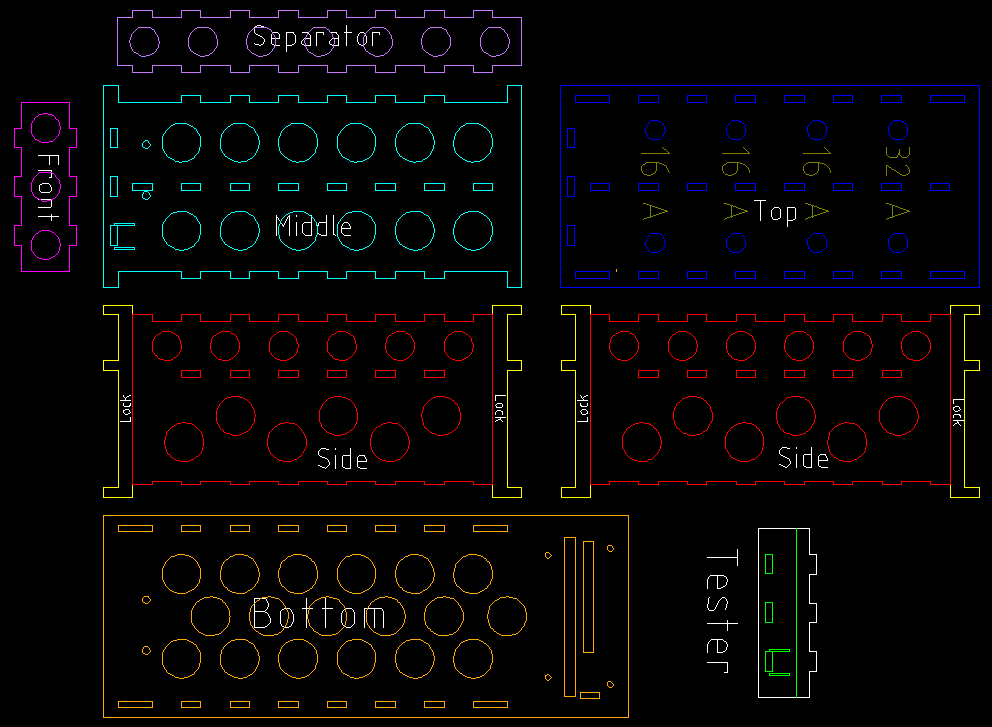 Separator
Front
Middle
16 A
16 A
16 A
32 A
Top
Lock
Side
Lock
Lock
Side
Lock
Bottom
Tester